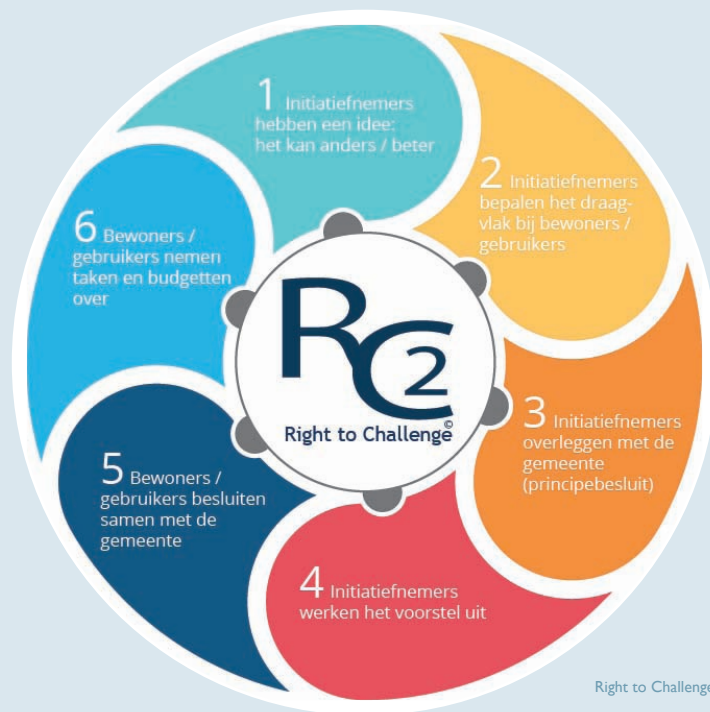 1 Initiatiefnemers
hebben een idee:
het kan anders / beter
2 Initiatiefnemers
bepalen het draag-
vlak bij bewoners /
gebruikers
3 Initiatiefnemers
overleggen met de
gemeente
(principebesluit)
4 Initiatiefnemers
werken het voorstel uit
5 Bewoners /
gebruikers besluiten
samen met de
gemeente
6 Bewoners /
gebruikers nemen
taken en budgetten
over
RC2
Right to Challenge©
Right to Challenge